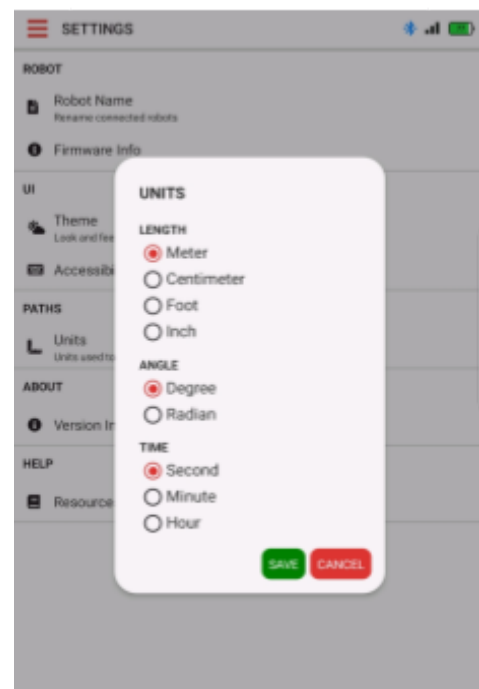 SETTINGS
ROBOT
Robot Name
Rename connected robots
Firmware Info
UI
Theme
Look and fee
Accessibi
PATHS
Units
Units used to
ABOUT
Version In
HELP
Resource
UNITS
LENGTH
Meter
Centimeter
Foot
Inch
ANGLE
Degree
Radian
TIME
Second
Minute
Hour
SAVE CANCEL